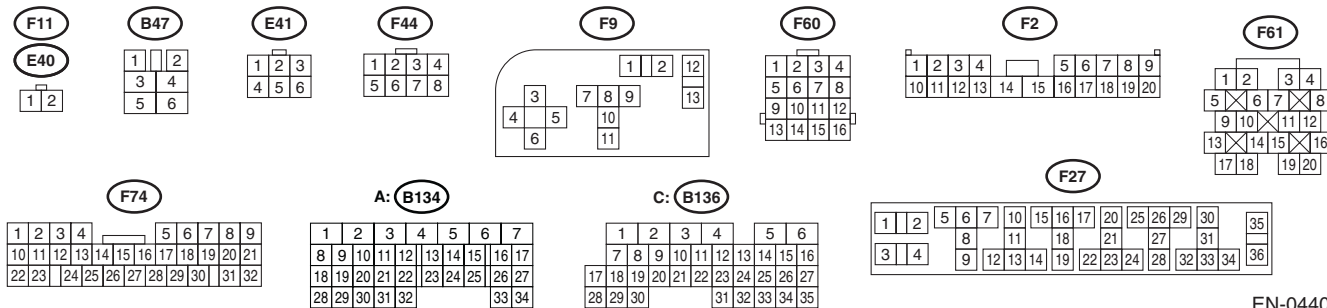 F11 B47 E41 F44 F9 F60 F2 F61
E40
1 2
1 2
3 4
5 6
1 2 3
4 5 6
1 2 3 4
5 6 7 8
1 2 12
3 7 8 9 13
4 5 10
6 11
1 2 3 4
5 6 7 8
9 10 11 12
13 14 15 16
1 2 3 4 5 6 7 8 9
10 11 12 13 14 15 16 17 18 19 20
1 2 3 4
5 6 7 8
9 10 11 12
13 14 15 16
17 18 19 20
F74 A: B134 C: B136 F27
1 2 3 4 5 6 7 8 9
10 11 12 13 14 15 16 17 18 19 20 21
22 23 24 25 26 27 28 29 30 31 32
1 2 3 4 5 6 7
8 9 10 11 12 13 14 15 16 17
18 19 20 21 22 23 24 25 26 27
28 29 30 31 32 33 34
1 2 3 4 5 6
7 8 9 10 11 12 13 14 15 16
17 18 19 20 21 22 23 24 25 26 27
28 29 30 31 32 33 34 35
1 2 5 6 7 10 15 16 17 20 25 26 29 30 35
8 11 18 21 27 31
3 4 9 12 13 14 19 22 23 24 28 32 33 34 36
EN-0440